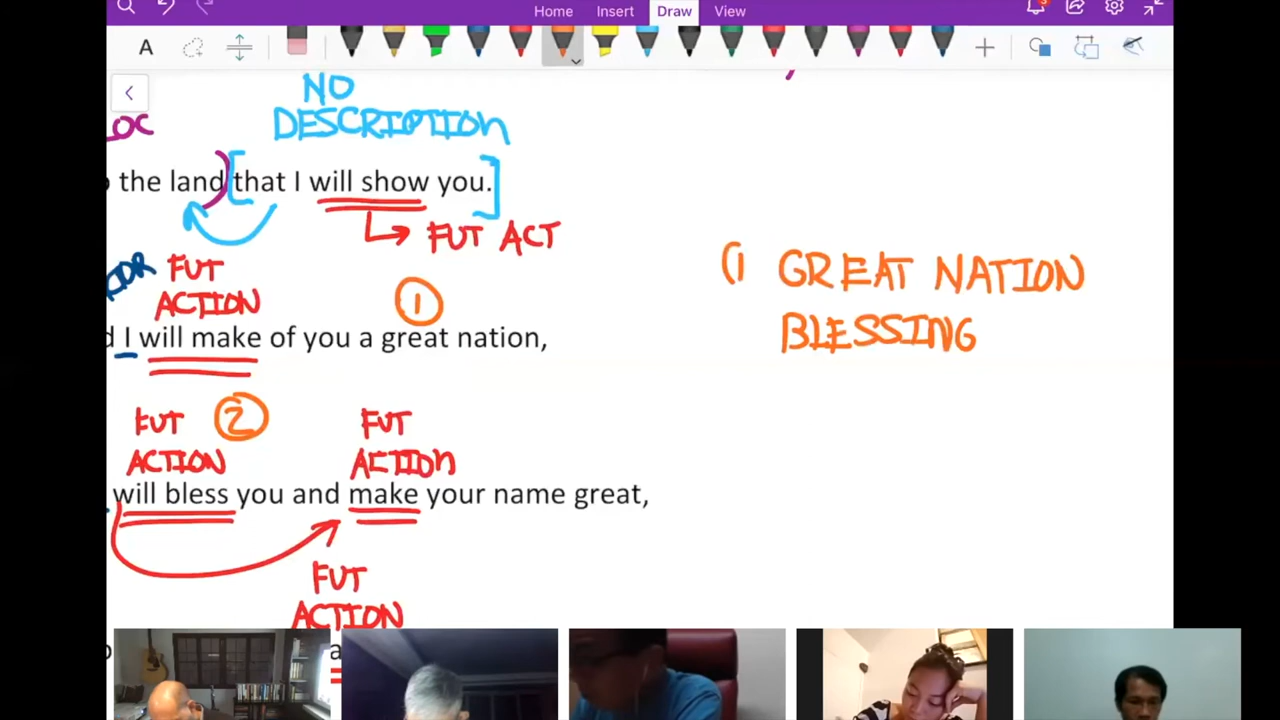 Home Insert Draw View
A
NO
DESCRIPTION
LOC
the land) [that I will show you.]
FUT ACT
FUT
ACTION
1
(1 GREAT NATION
BLESSING
I will make of you a great nation,
FUT 2 FUT
ACTION ACTION
will bless you and make your name great,
FUT
ACTION